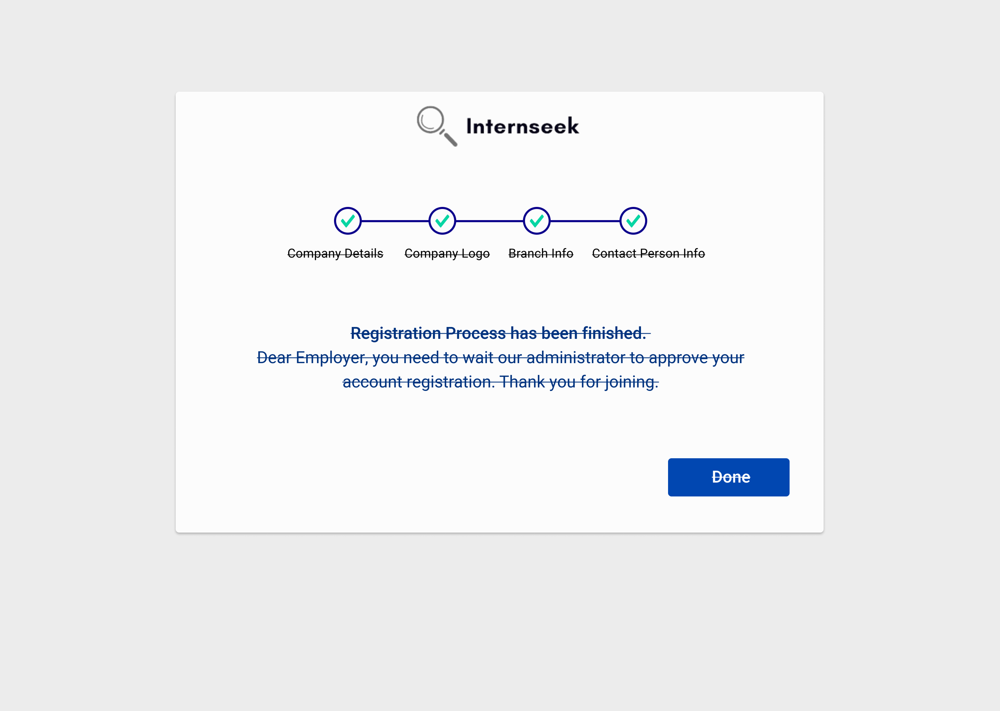 Internseek
Company Details Company Logo Branch Info Contact Person Info
Registration Process has been finished.
Dear Employer, you need to wait our administrator to approve your
account registration. Thank you for joining.
Done